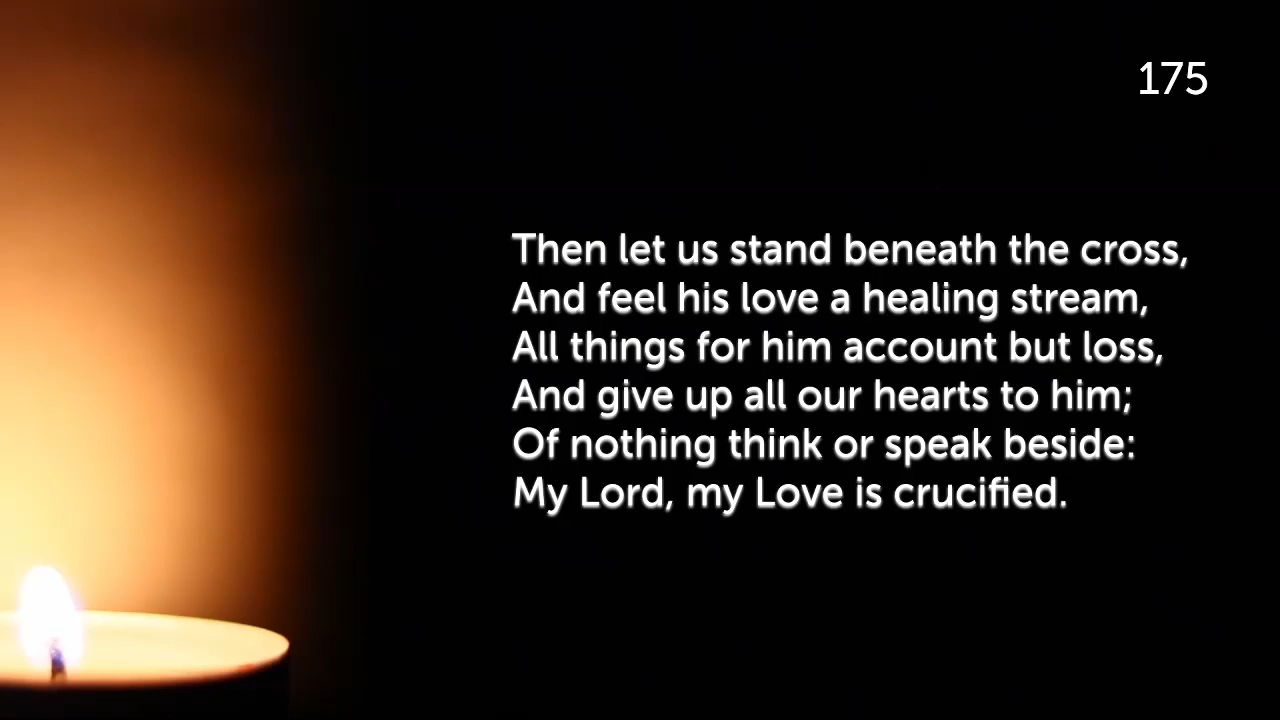 175
Then let us stand beneath the cross,
And feel his love a healing stream,
All things for him account but loss,
And give up all our hearts to him;
Of nothing think or speak beside:
My Lord, my Love is crucified.